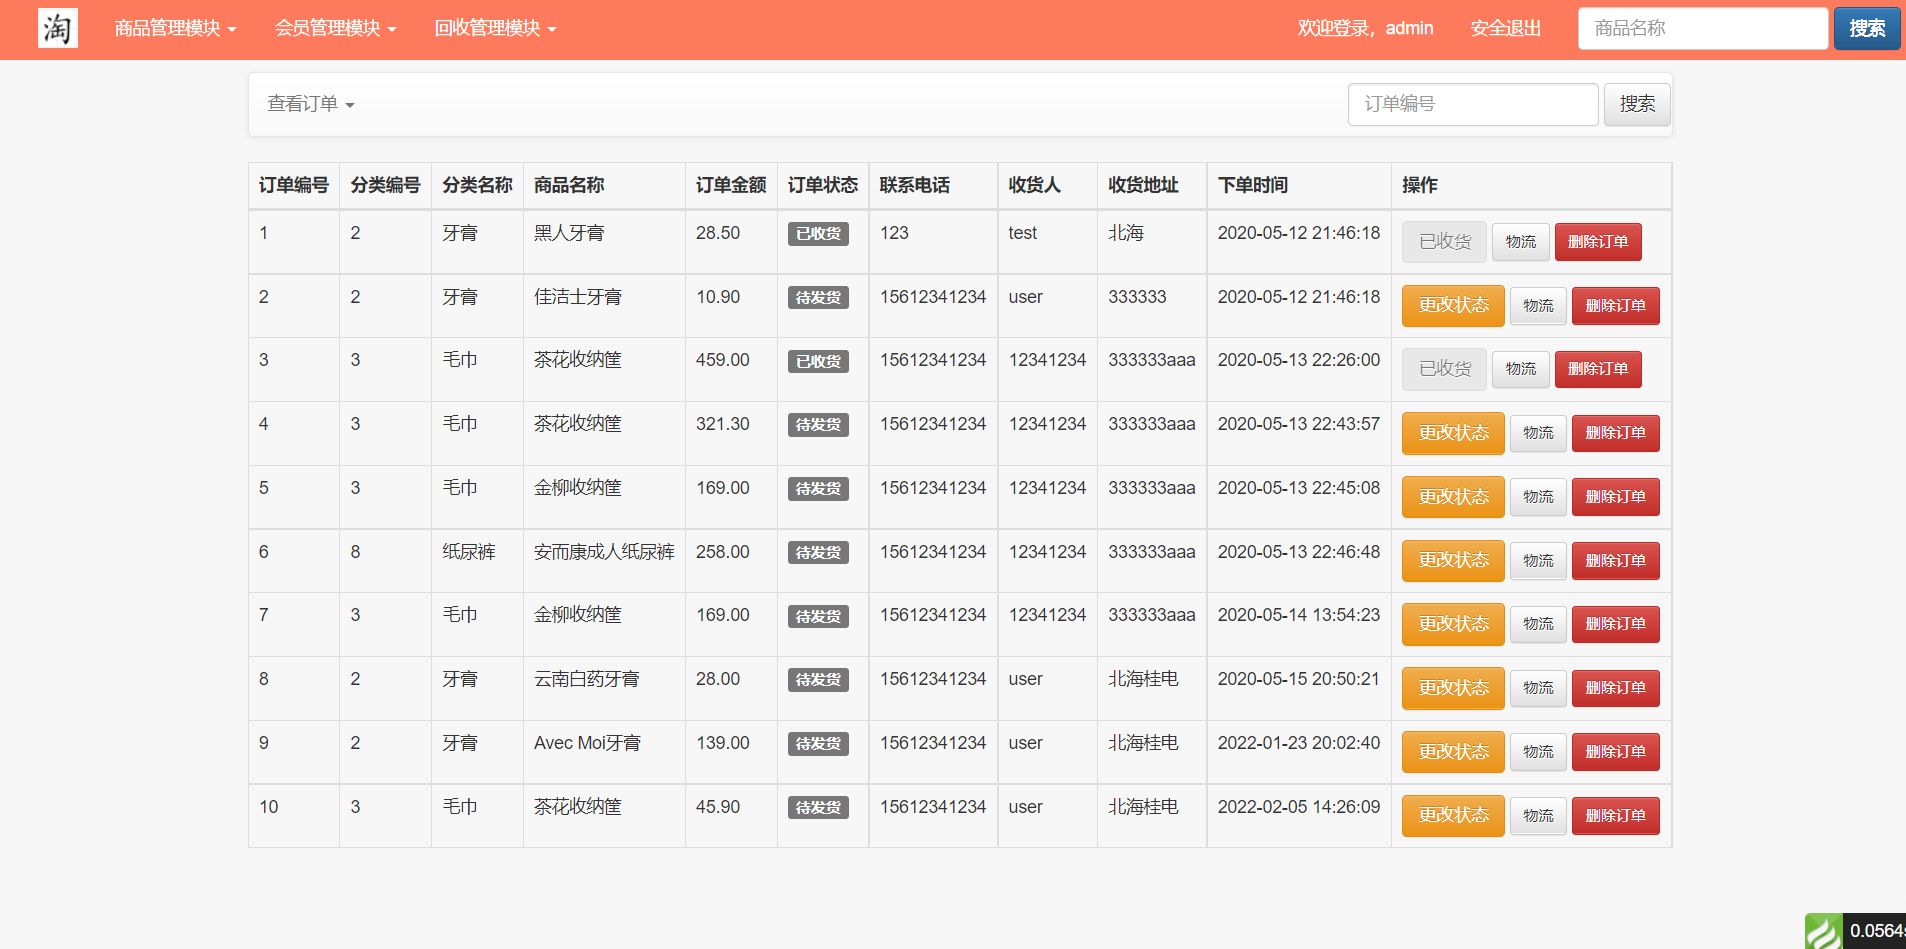 淘 商品管理模块 会员管理模块 回收管理模块 欢迎登录，admin 安全退出 商品名称 搜索
查看订单 订单编号 搜索
订单编号 分类编号 分类名称 商品名称 订单金额 订单状态 联系电话 收货人 收货地址 下单时间 操作
1 2 牙膏 黑人牙膏 28.50 已收货 123 test 北海 2020-05-12 21:46:18 已收货 物流 删除订单
2 2 牙膏 佳洁士牙膏 10.90 待发货 15612341234 user 333333 2020-05-12 21:46:18 更改状态 物流 删除订单
3 3 毛巾 茶花收纳筐 459.00 已收货 15612341234 12341234 333333aaa 2020-05-13 22:26:00 已收货 物流 删除订单
4 3 毛巾 茶花收纳筐 321.30 待发货 15612341234 12341234 333333aaa 2020-05-13 22:43:57 更改状态 物流 删除订单
5 3 毛巾 金柳收纳筐 169.00 待发货 15612341234 12341234 333333aaa 2020-05-13 22:45:08 更改状态 物流 删除订单
6 8 纸尿裤 安而康成人纸尿裤 258.00 待发货 15612341234 12341234 333333aaa 2020-05-13 22:46:48 更改状态 物流 删除订单
7 3 毛巾 金柳收纳筐 169.00 待发货 15612341234 12341234 333333aaa 2020-05-14 13:54:23 更改状态 物流 删除订单
8 2 牙膏 云南白药牙膏 28.00 待发货 15612341234 user 北海桂电 2020-05-15 20:50:21 更改状态 物流 删除订单
9 2 牙膏 Avec Moi牙膏 139.00 待发货 15612341234 user 北海桂电 2022-01-23 20:02:40 更改状态 物流 删除订单
10 3 毛巾 茶花收纳筐 45.90 待发货 15612341234 user 北海桂电 2022-02-05 14:26:09 更改状态 物流 删除订单
0.0564s